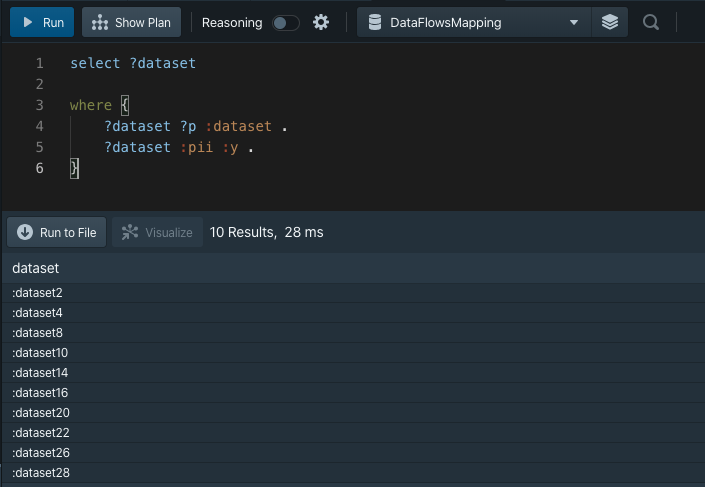 Run Show Plan Reasoning DataFlowsMapping
1 select ?dataset
2
3 where {
4 ?dataset ?p :dataset .
5 ?dataset :pii :y .
6 }
Run to File Visualize 10 Results, 28 ms
dataset
:dataset2
:dataset4
:dataset8
:dataset10
:dataset14
:dataset16
:dataset20
:dataset22
:dataset26
:dataset28